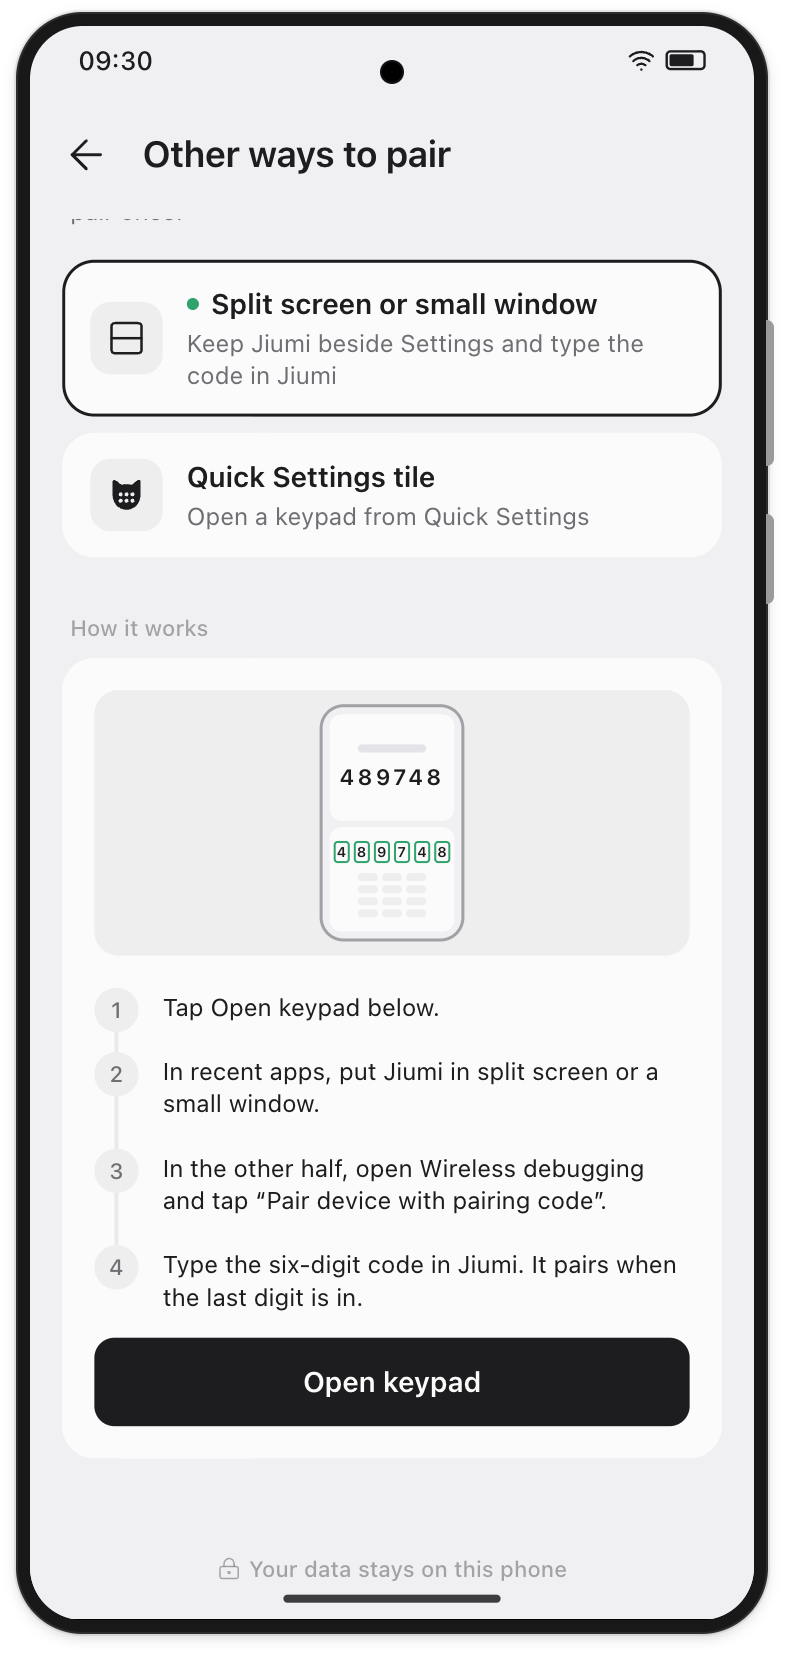 09:30
Other ways to pair
Split screen or small window
Keep Jiumi beside Settings and type the
code in Jiumi
Quick Settings tile
Open a keypad from Quick Settings
How it works
489748
4 8 9 7 4 8
1 Tap Open keypad below.
2 In recent apps, put Jiumi in split screen or a
small window.
3 In the other half, open Wireless debugging
and tap “Pair device with pairing code”.
4 Type the six-digit code in Jiumi. It pairs when
the last digit is in.
Open keypad
Your data stays on this phone